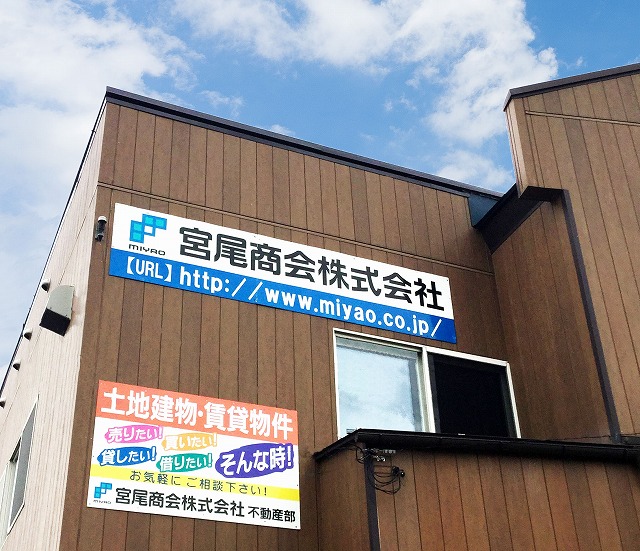 MIYAO
宮尾商会株式会社
【URL】http://www.miyao.co.jp/
土地建物・賃貸物件
売りたい! 買いたい!
貸したい! 借りたい! そんな時!
お気軽に ご相談下さい!
MIYAO
宮尾商会株式会社 不動産部